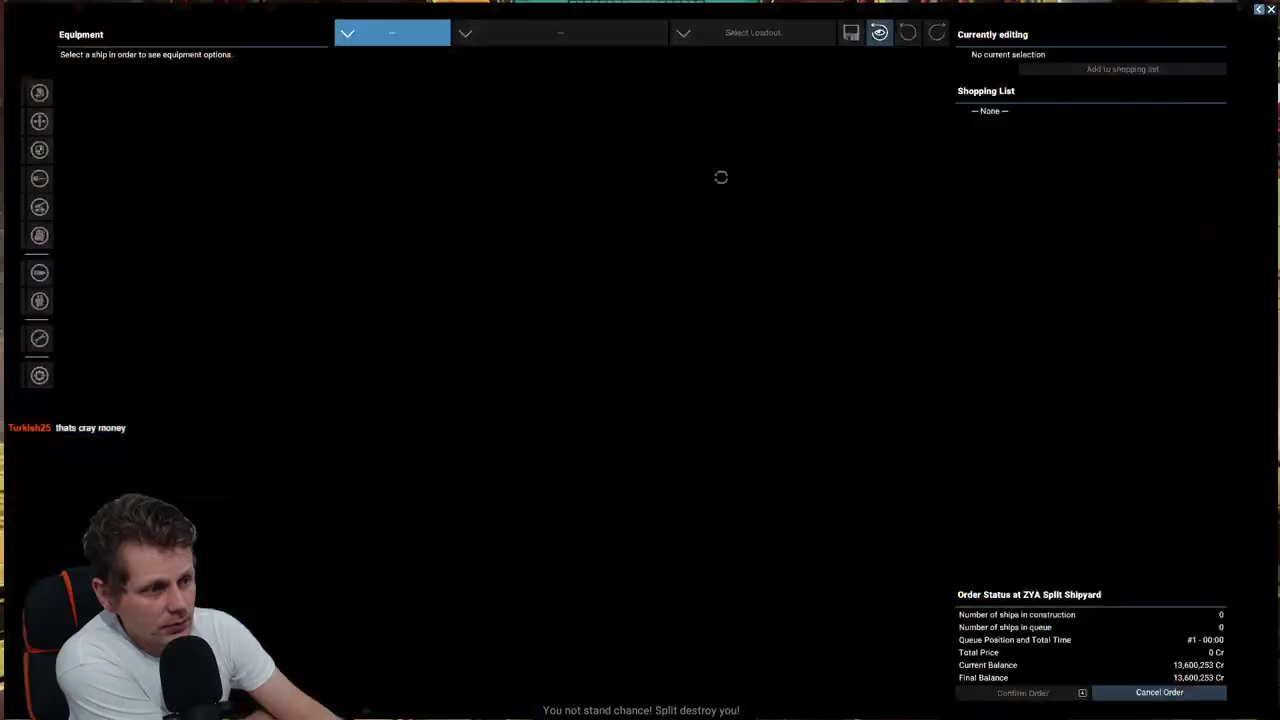 Equipment
Select a ship in order to see equipment options.
--
--
Select Loadout
Currently editing
No current selection
Add to shopping list
Shopping List
— None —
Turkish25 thats cray money
Order Status at ZYA Split Shipyard
Number of ships in construction 0
Number of ships in queue 0
Queue Position and Total Time #1 - 00:00
Total Price 0 Cr
Current Balance 13,600,253 Cr
Final Balance 13,600,253 Cr
Confirm Order
Cancel Order
You not stand chance! Split destroy you!